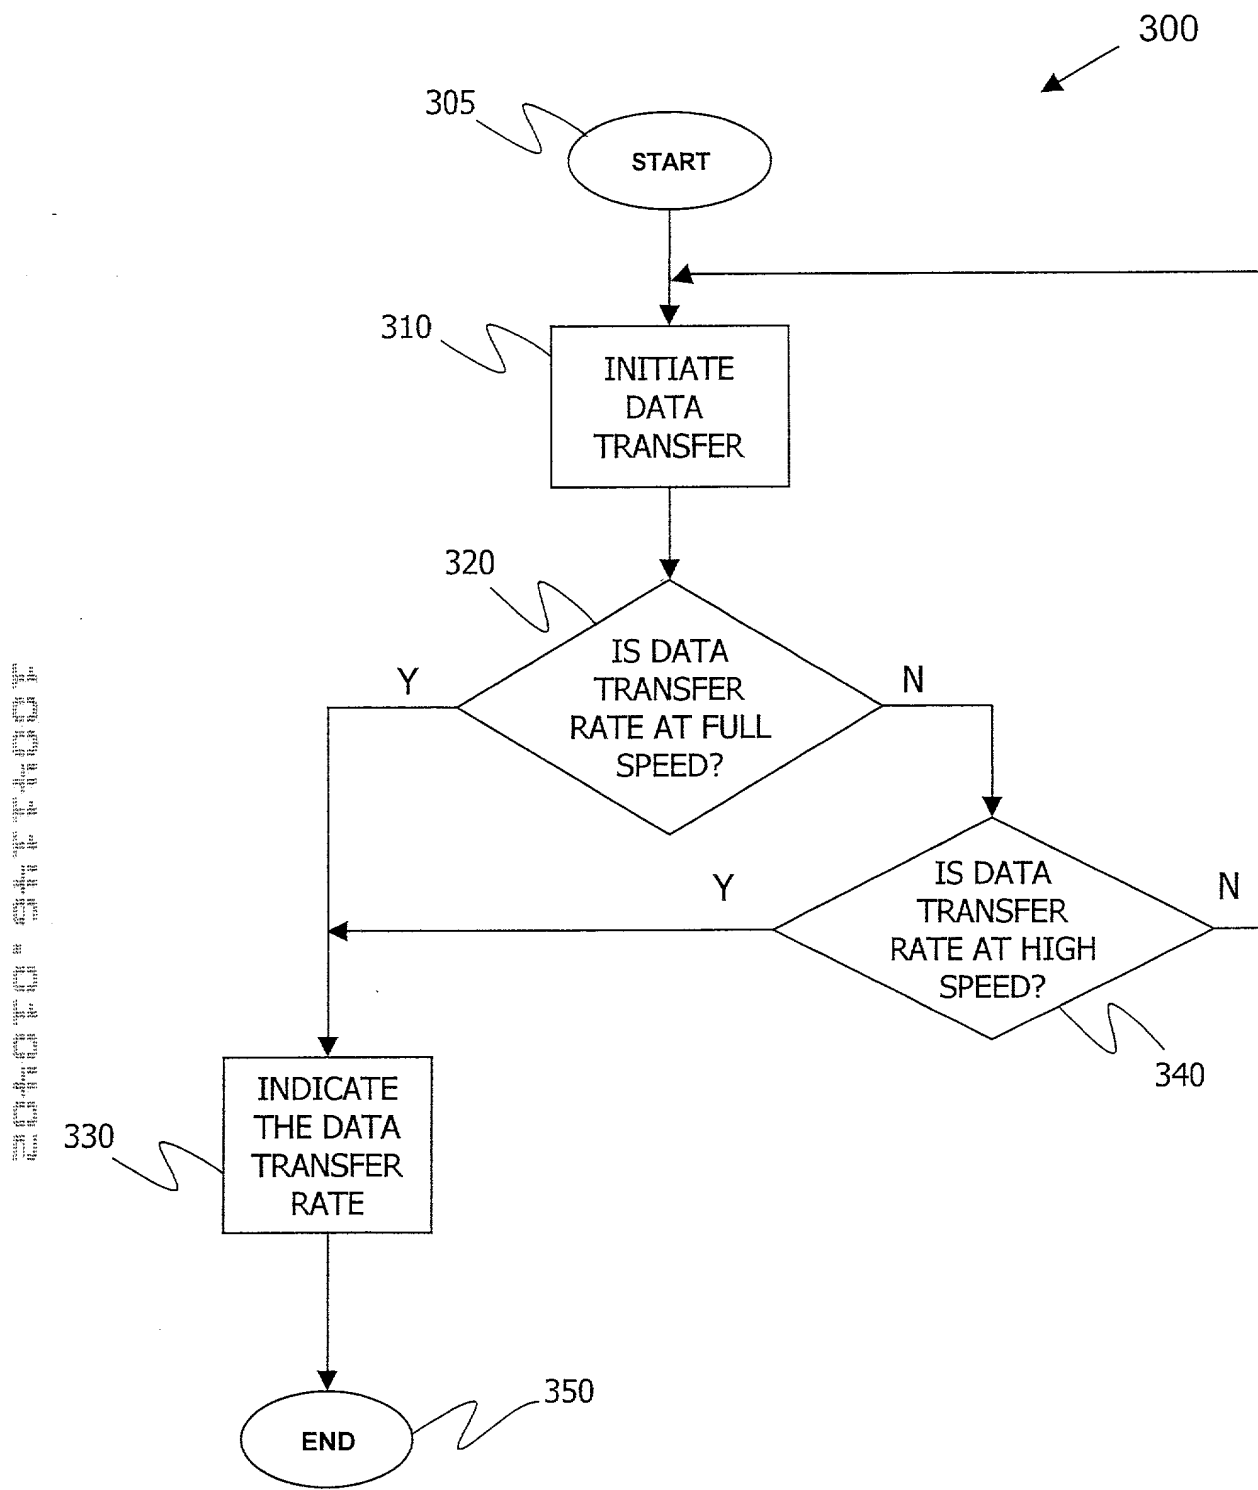 300
305
START
310
INITIATE
DATA
TRANSFER
320
IS DATA
TRANSFER
RATE AT FULL
SPEED?
Y
N
IS DATA
TRANSFER
RATE AT HIGH
SPEED?
Y
N
340
INDICATE
THE DATA
TRANSFER
RATE
330
350
END